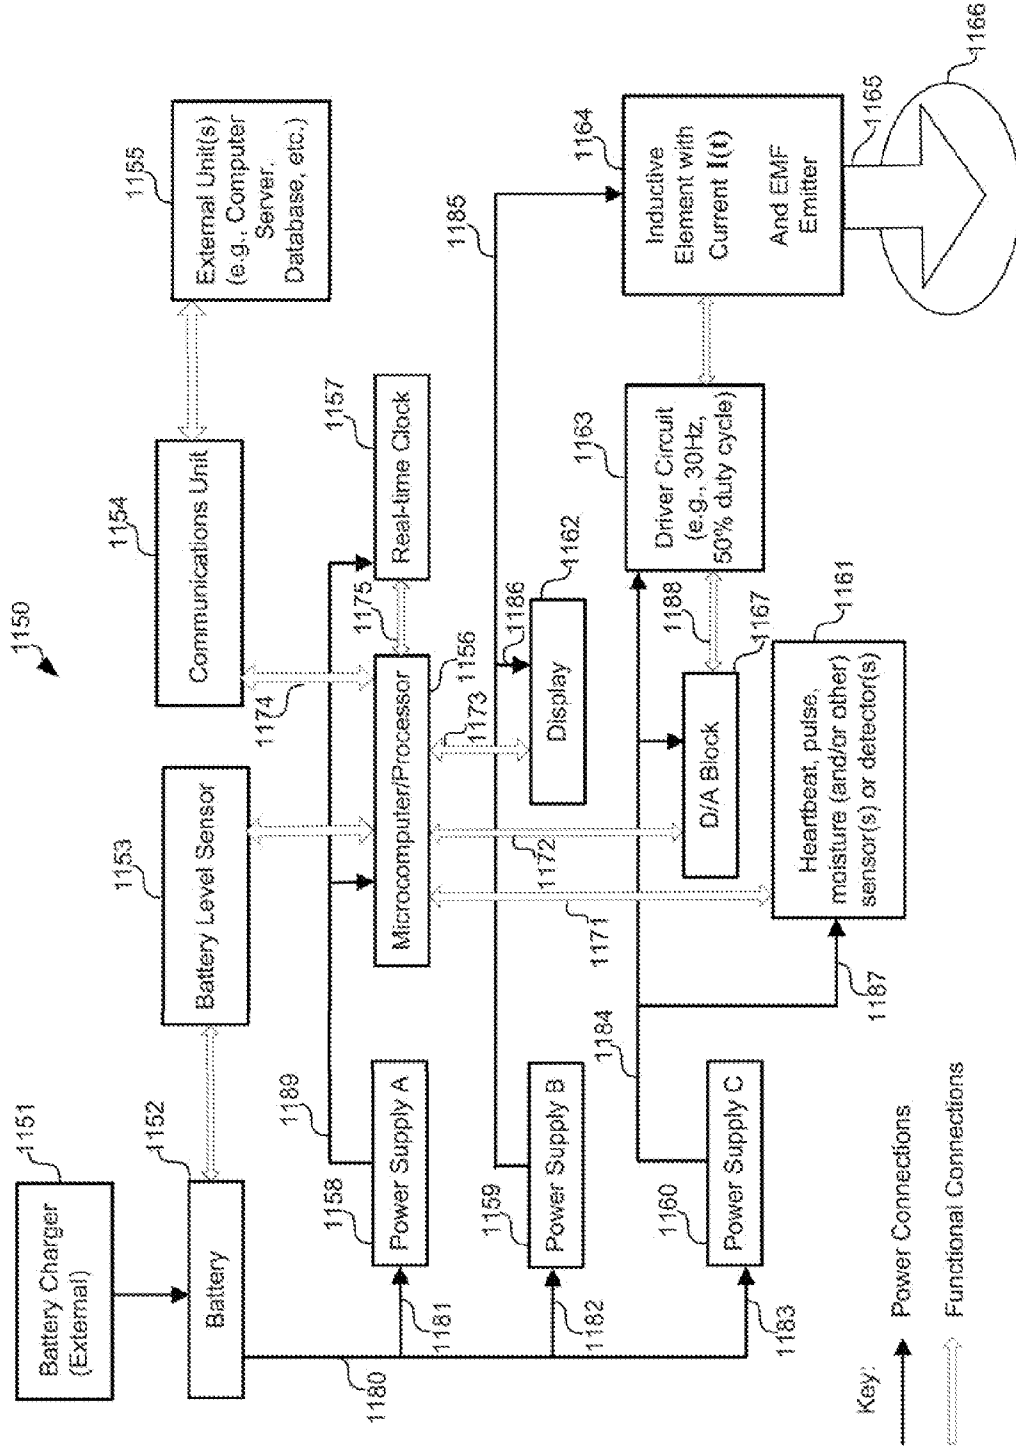 1150
1151
Battery Charger
(External)
1152
Battery
1153
Battery Level Sensor
1154
Communications Unit
1155
External Unit(s)
(e.g., Computer
Server.
Database, etc.)
1174
1189
1158
Power Supply A
Microcomputer/Processor
1156
1175
Real-time Clock
1157
1180
1181
1182
1183
1159
Power Supply B
1173
1186
Display
1162
1185
1160
Power Supply C
1184
1187
1171
1172
D/A Block
1167
1188
Driver Circuit
(e.g., 30Hz,
50% duty cycle)
1163
Inductive
Element with
Current I(t)
And EMF
Emitter
1164
1165
1166
Heartbeat, pulse,
moisture (and/or other)
sensor(s) or detector(s)
1161
Key:
Power Connections
Functional Connections